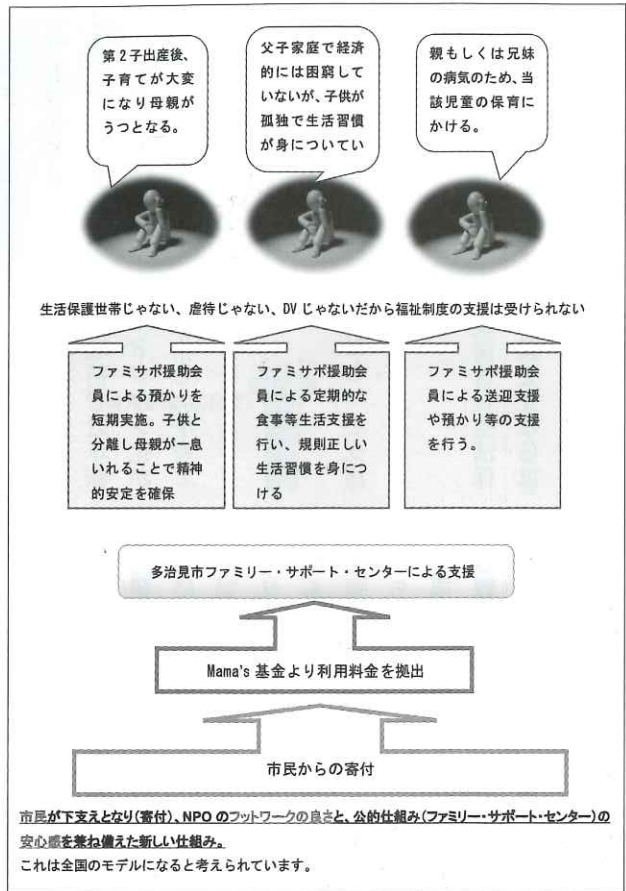 第２子出産後、
子育てが大変
になり母親が
うつとなる。
父子家庭で経済
的には困窮して
いないが、子供が
孤独で生活習慣
が身についてい
親もしくは兄妹
の病気のため、当
該児童の保育に
かける。
生活保護世帯じゃない、虐待じゃない、DVじゃないだから福祉制度の支援は受けられない
ファミサポ援助会
員による預かりを
短期実施。子供と
分離し母親が一息
いれることで精神
的安定を確保
ファミサポ援助会
員による定期的な
食事等生活支援を
行い、規則正しい
生活習慣を身につ
ける
ファミサポ援助会
員による送迎支援
や預かり等の支援
を行う。
多治見市ファミリー・サポート・センターによる支援
Mama's 基金より利用料金を拠出
市民からの寄付
市民が下支えとなり(寄付)、NPOのフットワークの良さと、公的仕組み(ファミリー・サポート・センター)の
安心感を兼ね備えた新しい仕組み。
これは全国のモデルになると考えられています。